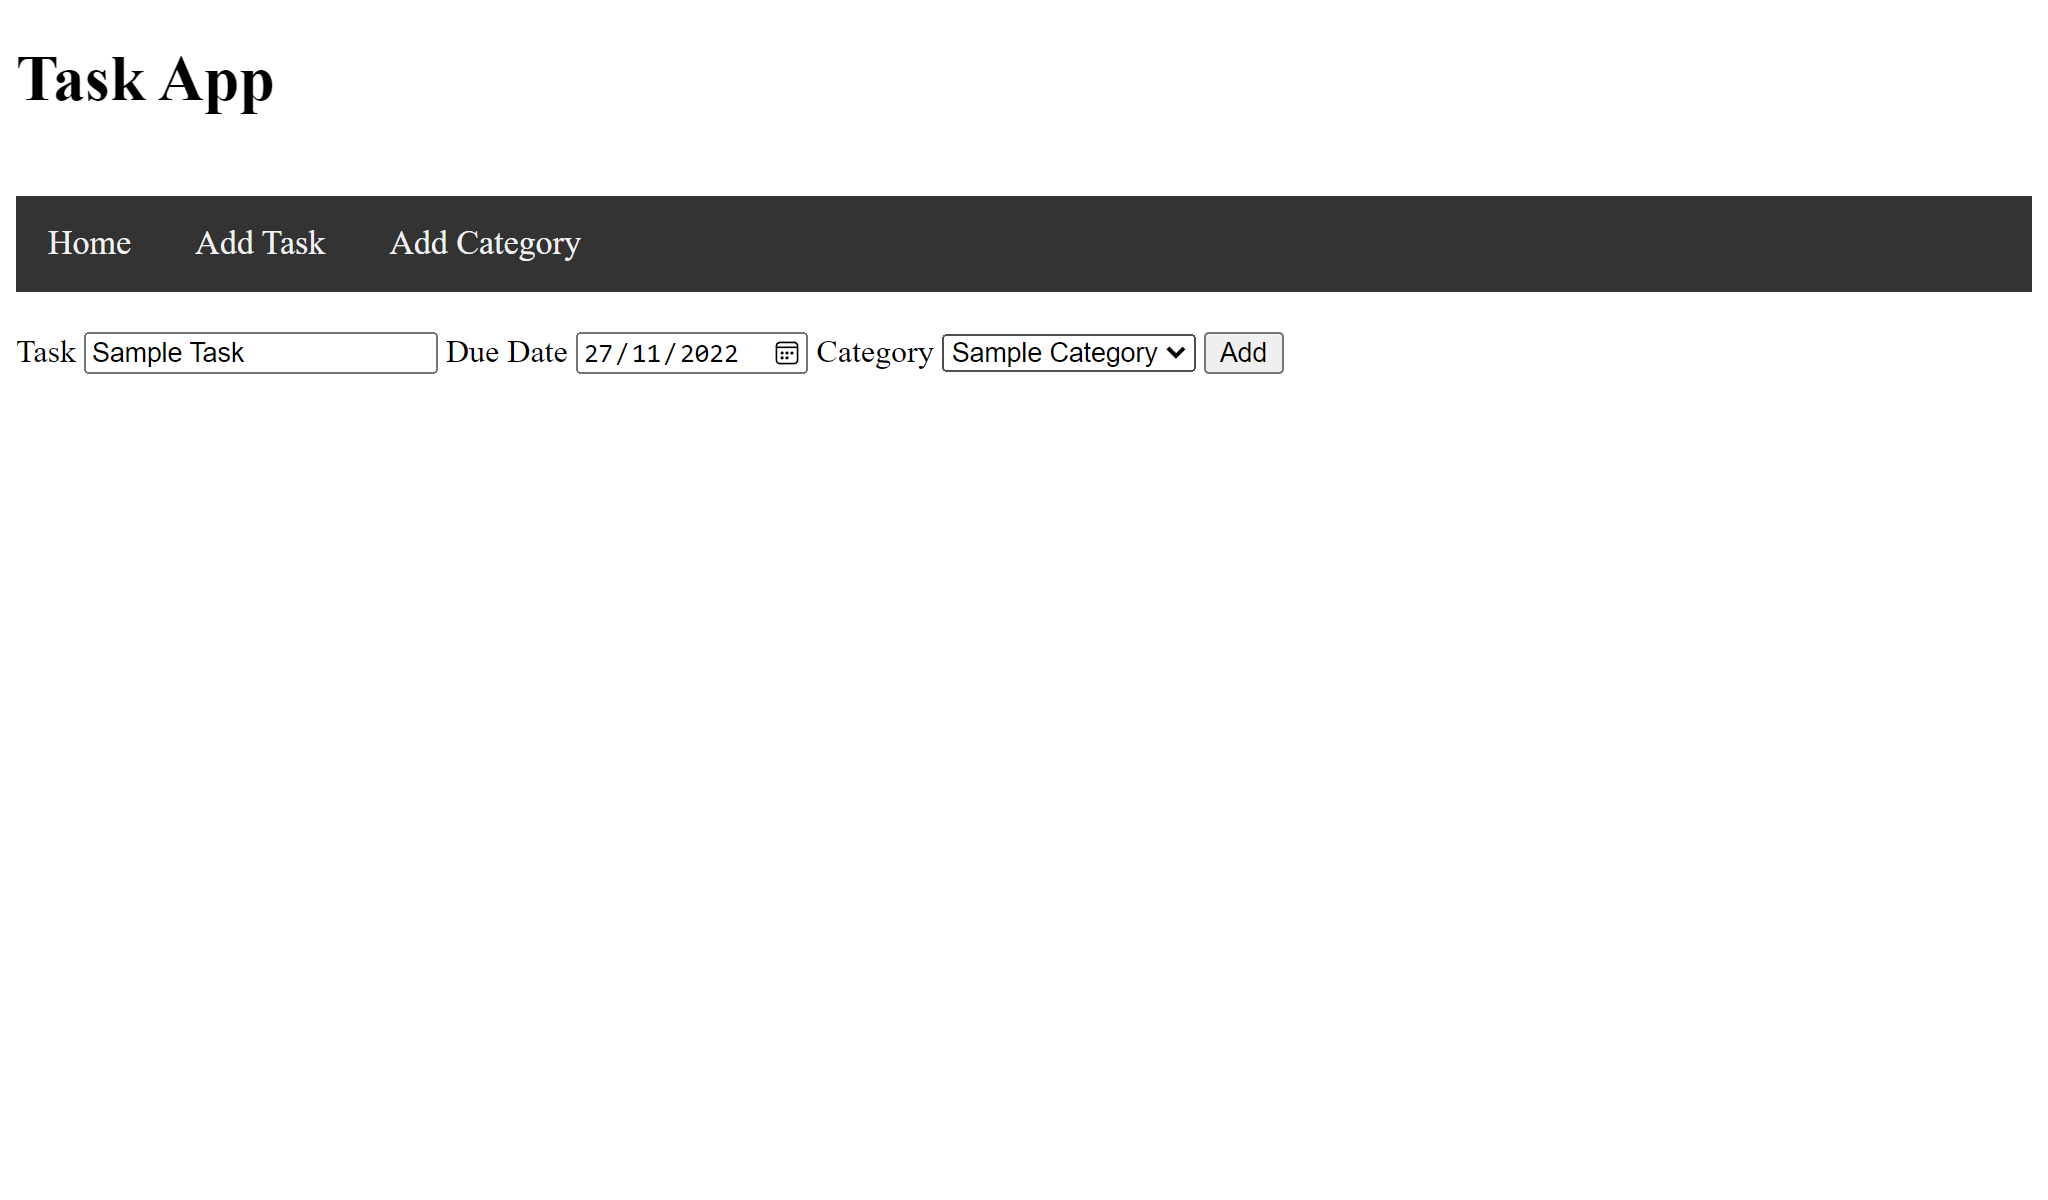 Task App
Home Add Task Add Category
Task Sample Task Due Date 27/11/2022 Category Sample Category Add